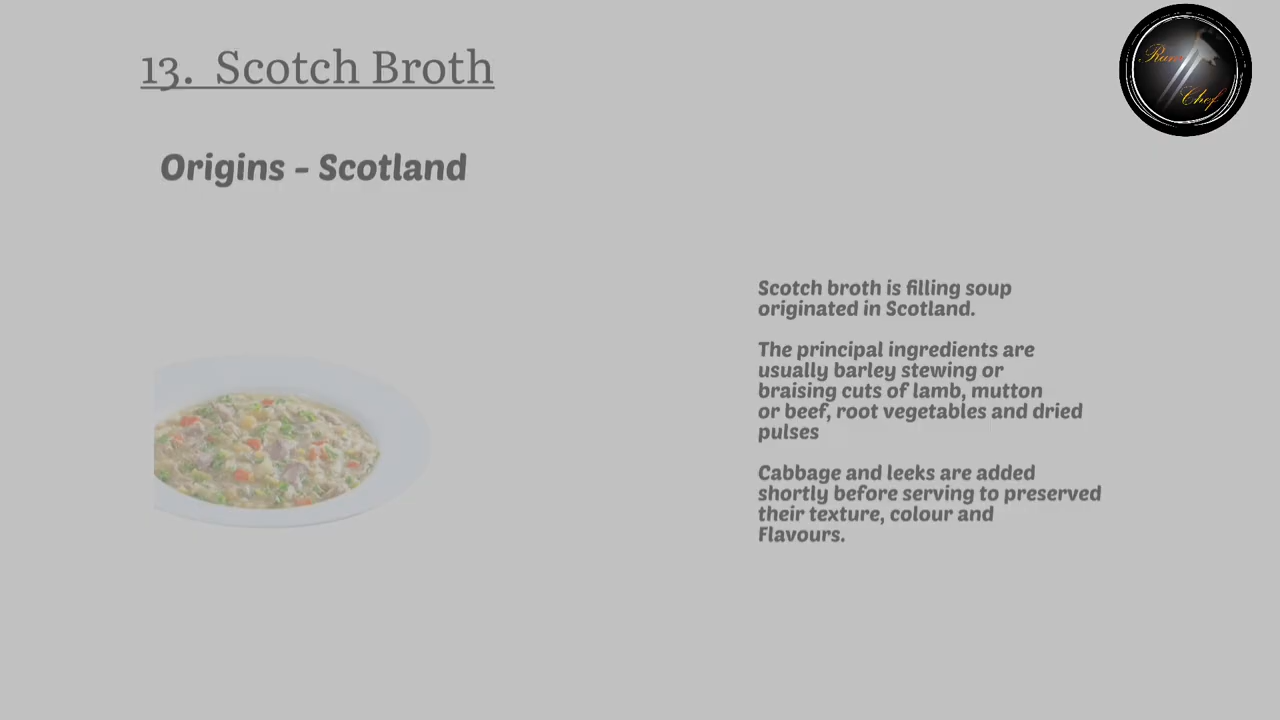 13. Scotch Broth
Ram
Chef
Origins - Scotland
Scotch broth is filling soup
originated in Scotland.
The principal ingredients are
usually barley stewing or
braising cuts of lamb, mutton
or beef, root vegetables and dried
pulses
Cabbage and leeks are added
shortly before serving to preserved
their texture, colour and
Flavours.